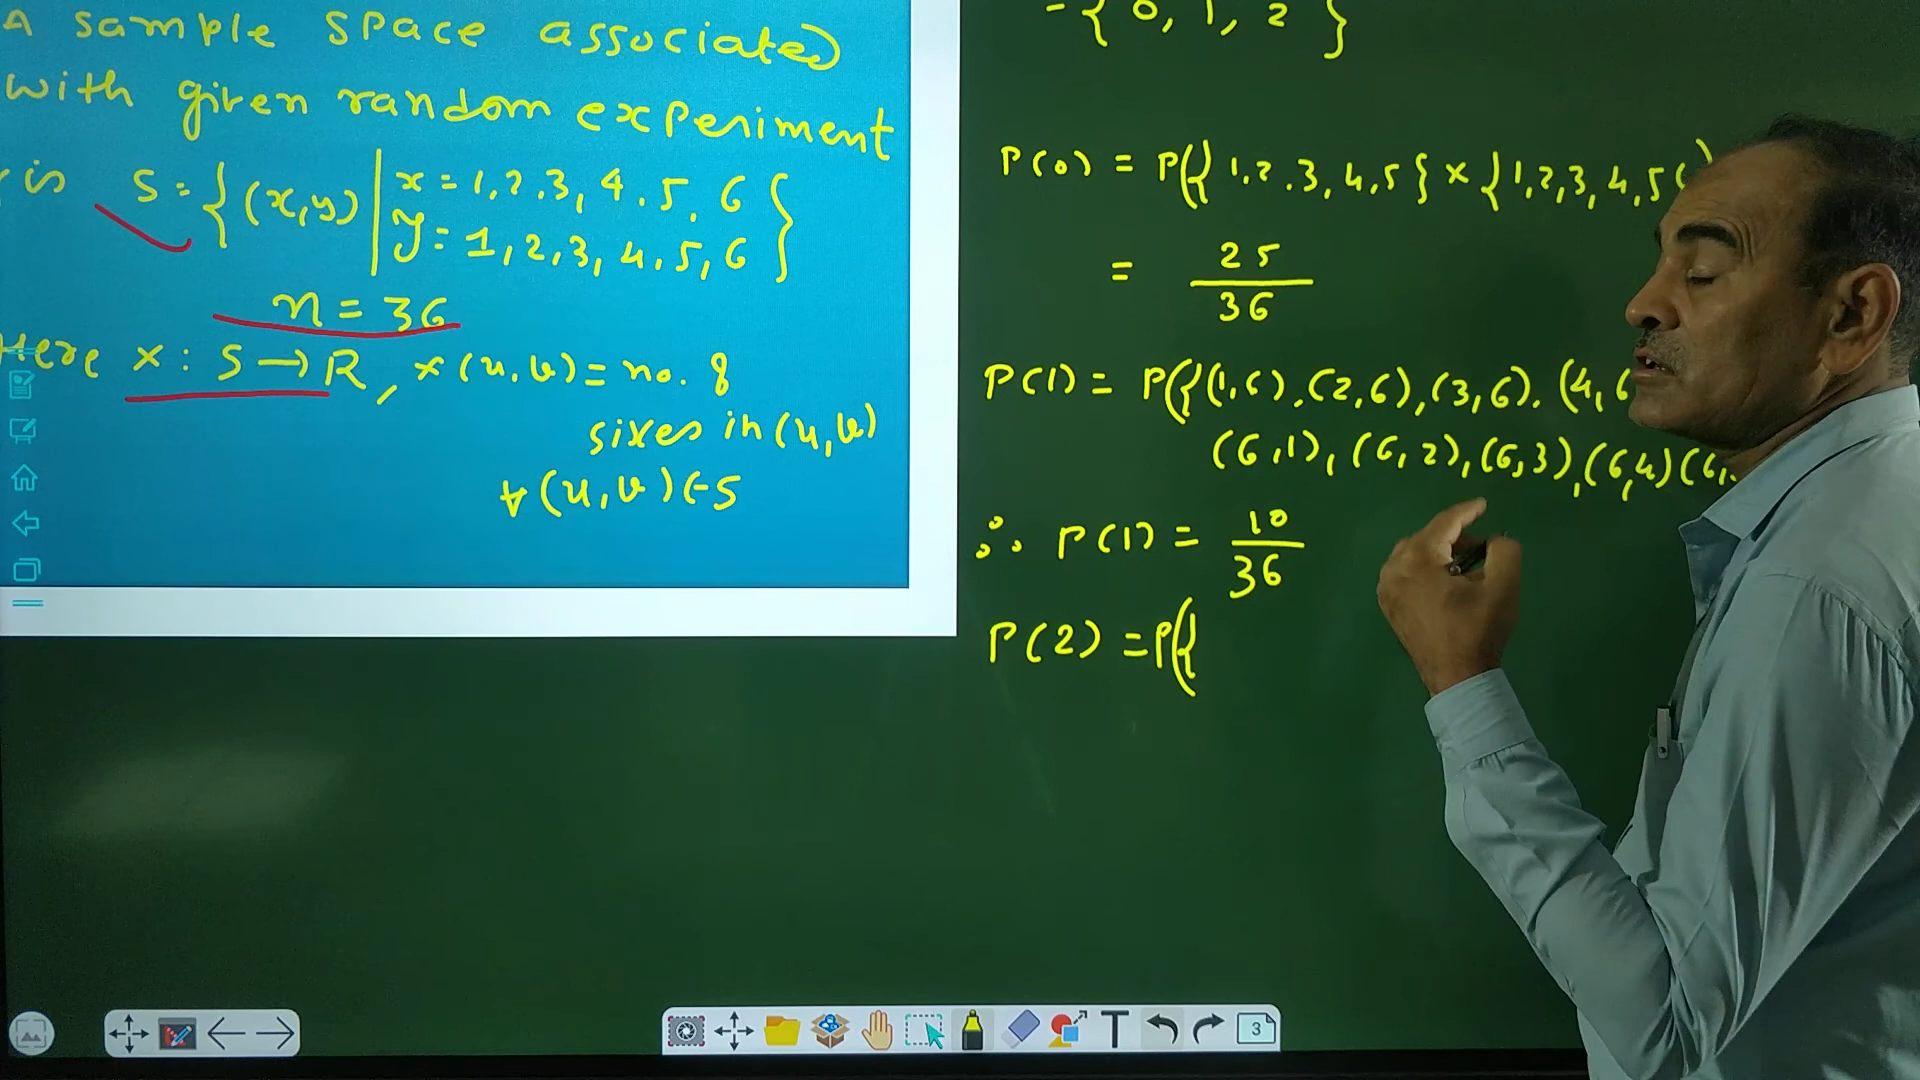 A sample space associated
with given random experiment
is S = {(x,y) | x = 1,2,3,4,5,6
y = 1,2,3,4,5,6}
n = 36
Here x : S → R, x(u,v) = no. of
sixes in (u,v)
∀ (u,v) ∈ S
= {0, 1, 2}
P(0) = P({1,2,3,4,5} × {1,2,3,4,5
= 25/36
P(1) = P({(1,6), (2,6), (3,6), (4,6
(6,1), (6,2), (6,3), (6,4) (6,
∴ P(1) = 10/36
P(2) = P({
T 3